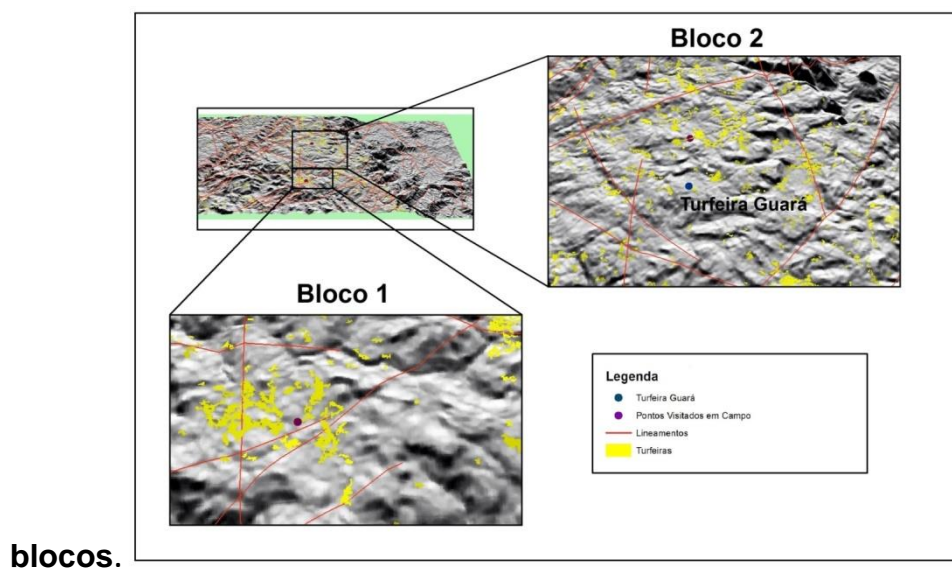 Bloco 2
Turfeira Guará
Bloco 1
Legenda
Turfeira Guará
Pontos Visitados em Campo
Lineamentos
Turfeiras
blocos.